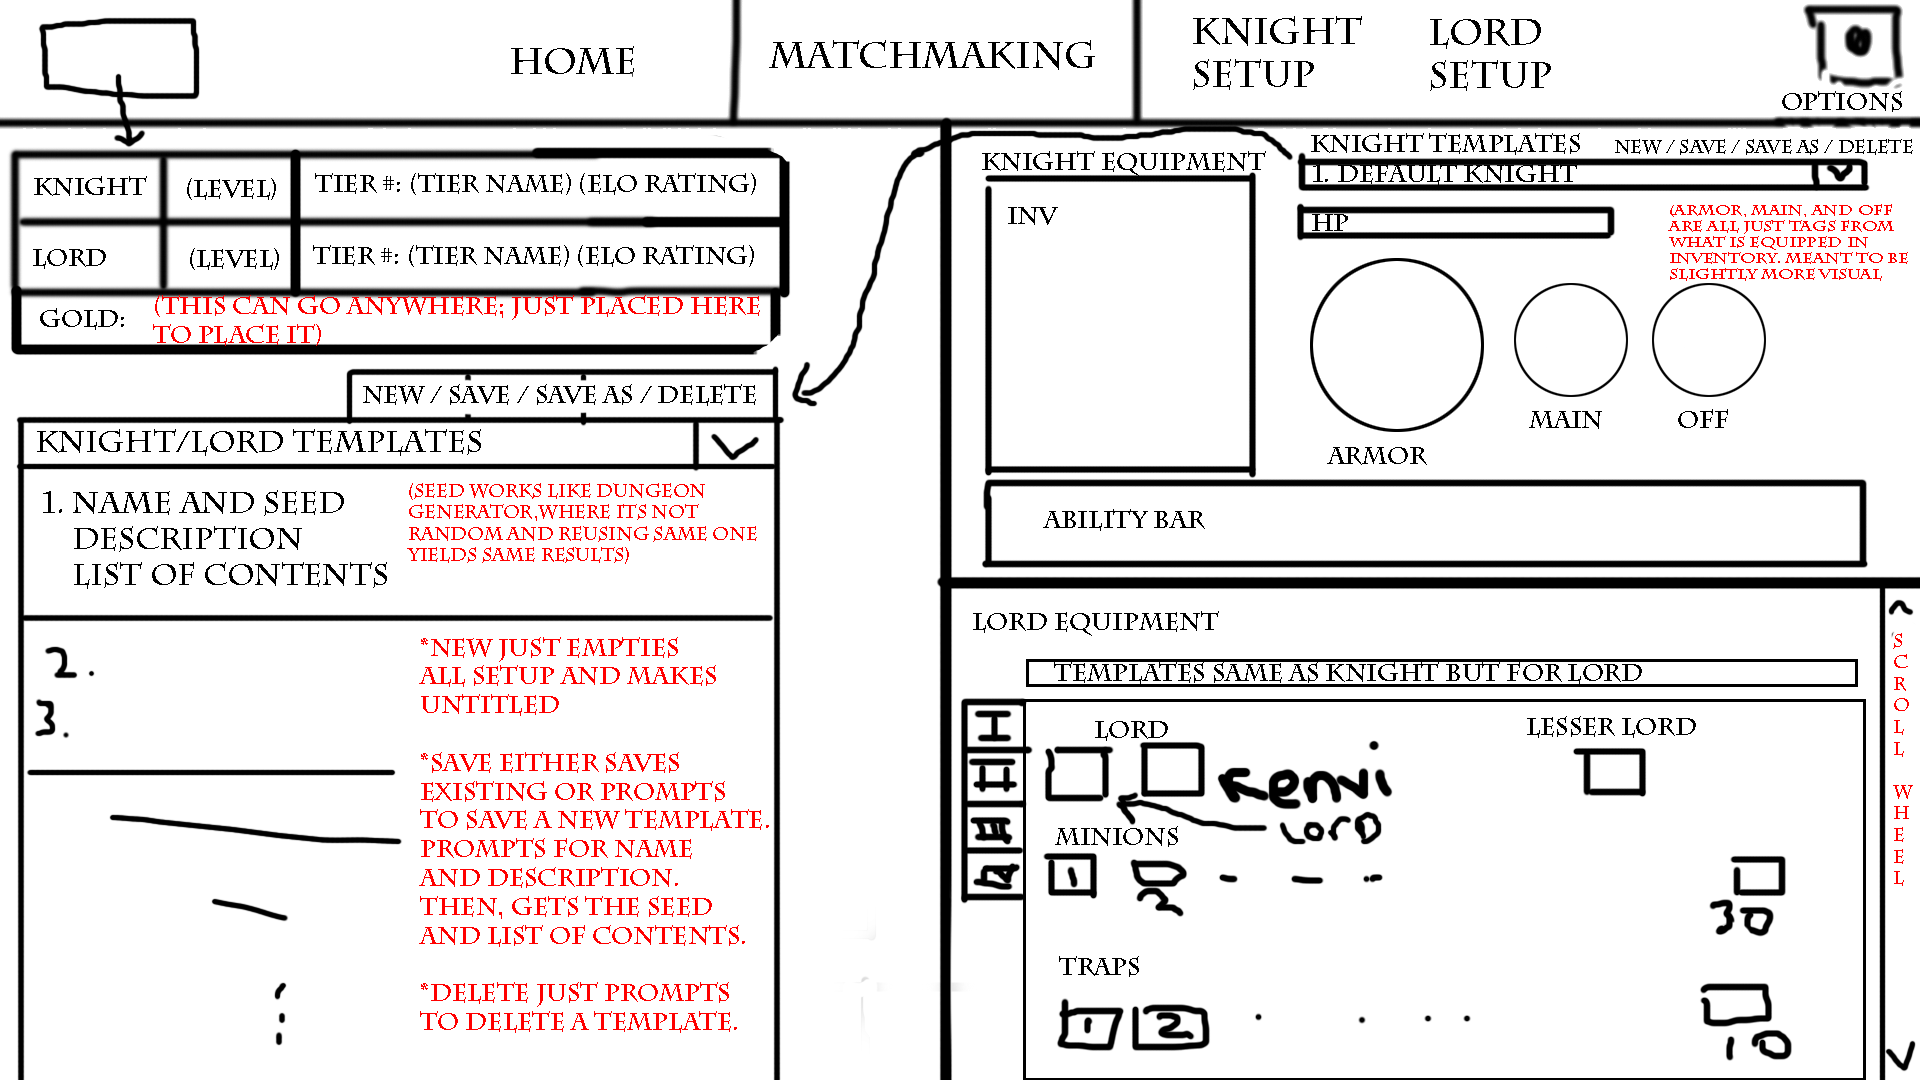 HOME
MATCHMAKING
KNIGHT
SETUP
LORD
SETUP
OPTIONS
KNIGHT
(LEVEL)
TIER #: (TIER NAME) (ELO RATING)
LORD
(LEVEL)
TIER #: (TIER NAME) (ELO RATING)
GOLD:
(THIS CAN GO ANYWHERE; JUST PLACED HERE
TO PLACE IT)
NEW / SAVE / SAVE AS / DELETE
KNIGHT/LORD TEMPLATES
1. NAME AND SEED
DESCRIPTION
LIST OF CONTENTS
(SEED WORKS LIKE DUNGEON
GENERATOR,WHERE ITS NOT
RANDOM AND REUSING SAME ONE
YIELDS SAME RESULTS)
2.
3.
*NEW JUST EMPTIES
ALL SETUP AND MAKES
UNTITLED
*SAVE EITHER SAVES
EXISTING OR PROMPTS
TO SAVE A NEW TEMPLATE.
PROMPTS FOR NAME
AND DESCRIPTION.
THEN, GETS THE SEED
AND LIST OF CONTENTS.
*DELETE JUST PROMPTS
TO DELETE A TEMPLATE.
KNIGHT EQUIPMENT
INV
KNIGHT TEMPLATES
NEW / SAVE / SAVE AS / DELETE
1. DEFAULT KNIGHT
HP
(ARMOR, MAIN, AND OFF
ARE ALL JUST TAGS FROM
WHAT IS EQUIPPED IN
INVENTORY. MEANT TO BE
SLIGHTLY MORE VISUAL
ARMOR
MAIN
OFF
ABILITY BAR
LORD EQUIPMENT
TEMPLATES SAME AS KNIGHT BUT FOR LORD
I
II
III
LORD
LESSER LORD
envi
LORD
MINIONS
1
2
30
TRAPS
1
2
10
SCROLL WHEEL